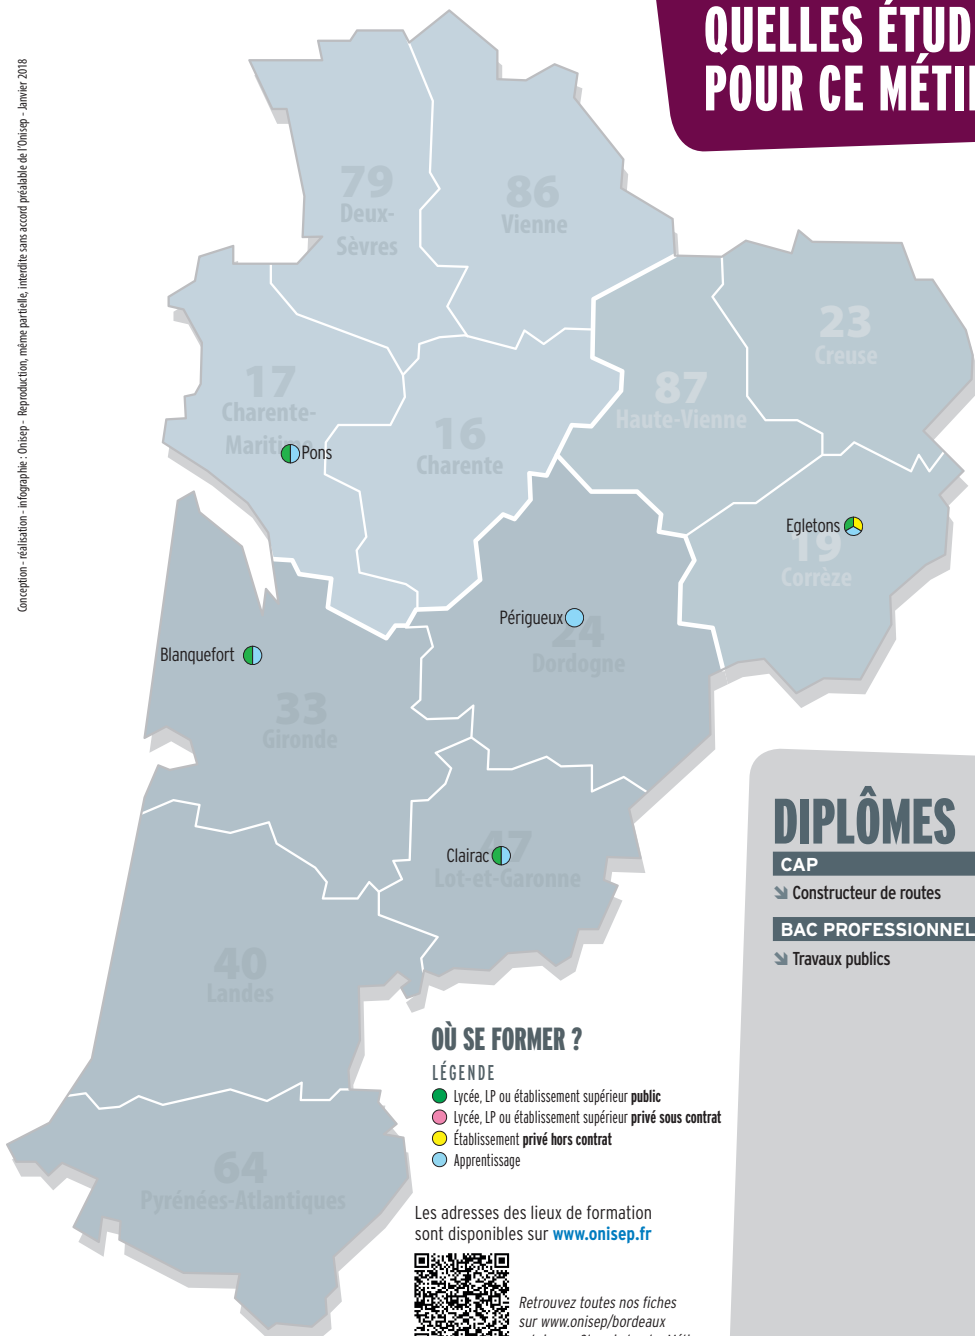 QUELLES ÉTUD
POUR CE MÉTI
Conception - réalisation - infographie : Onisep - Reproduction, même partielle, interdite sans accord préalable de l'Onisep - Janvier 2018
79
Deux-
Sèvres
86
Vienne
23
Creuse
17
Charente-
Maritime
Pons
87
Haute-Vienne
16
Charente
Egletons
19
Corrèze
Périgueux
24
Dordogne
Blanquefort
33
Gironde
Clairac
47
Lot-et-Garonne
40
Landes
64
Pyrénées-Atlantiques
DIPLÔMES
CAP
Constructeur de routes
BAC PROFESSIONNEL
Travaux publics
OÙ SE FORMER ?
LÉGENDE
Lycée, LP ou établissement supérieur public
Lycée, LP ou établissement supérieur privé sous contrat
Établissement privé hors contrat
Apprentissage
Les adresses des lieux de formation
sont disponibles sur www.onisep.fr
Retrouvez toutes nos fiches
sur www.onisep/bordeaux